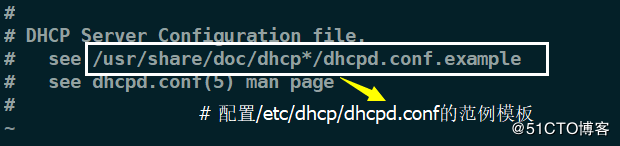 #
# DHCP Server Configuration file.
#   see /usr/share/doc/dhcp*/dhcpd.conf.example
#   see dhcpd.conf(5) man page
#
# 配置/etc/dhcp/dhcpd.conf的范例模板
~
@51CTO博客